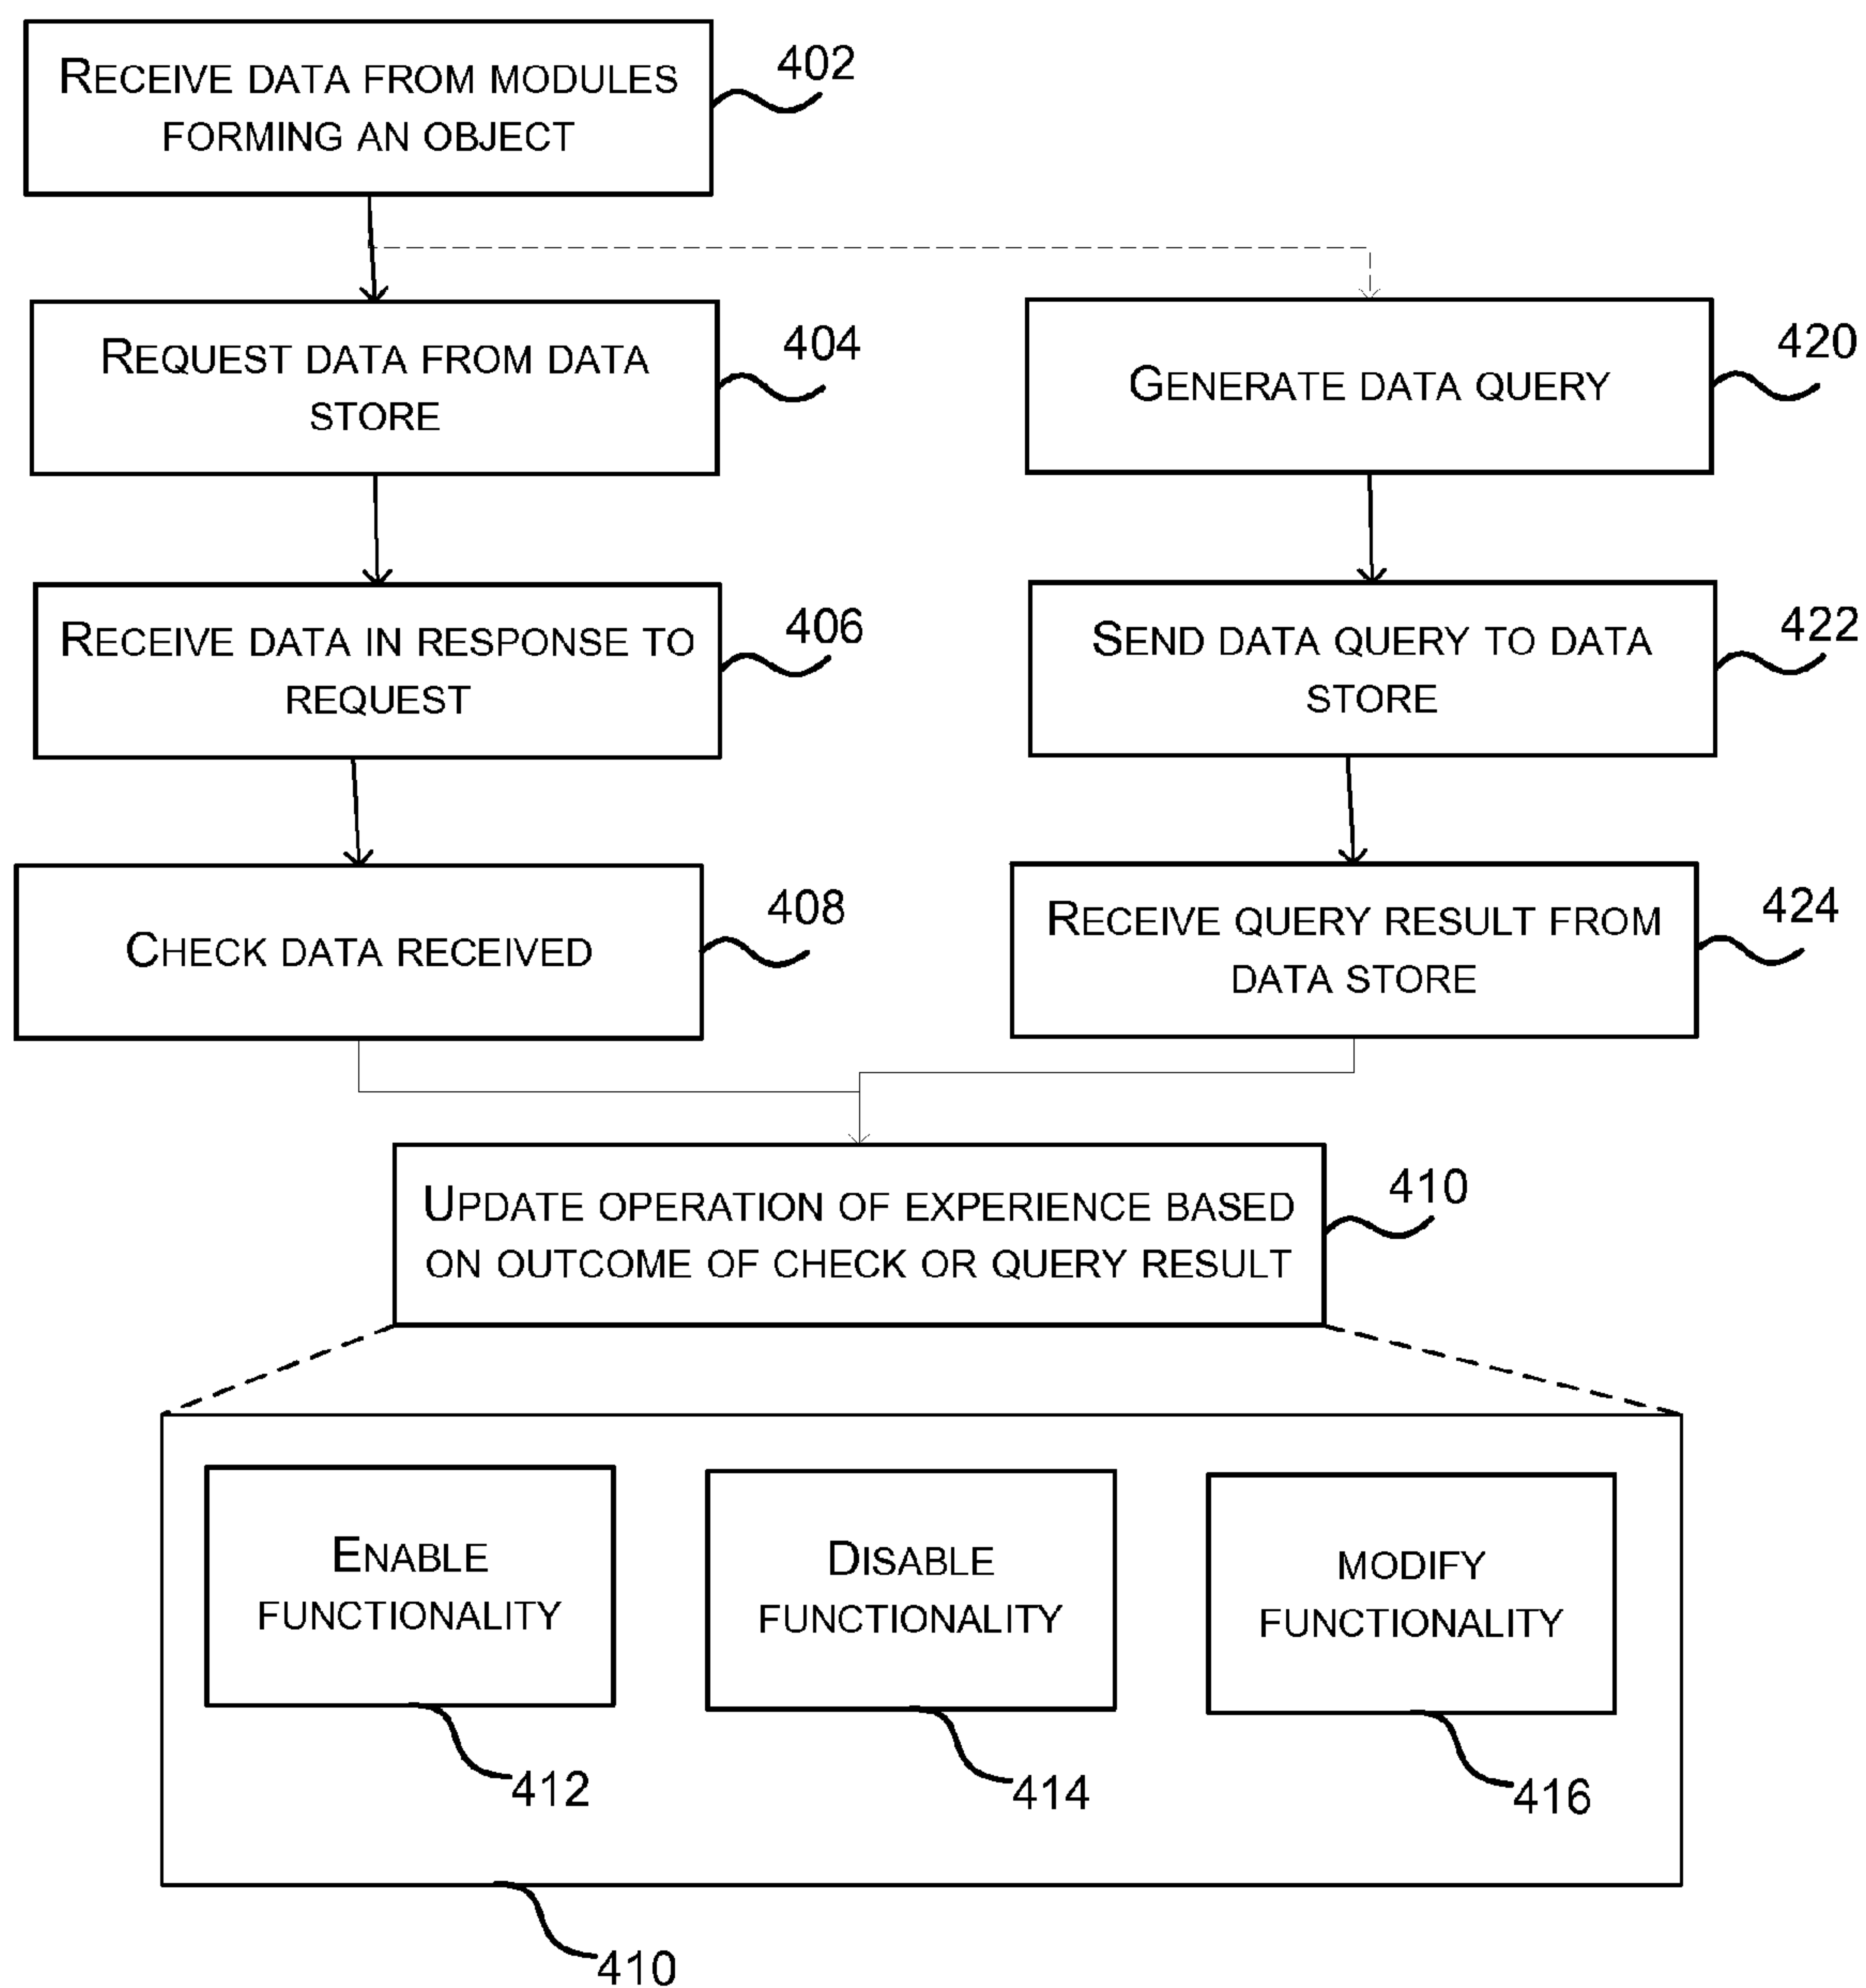 RECEIVE DATA FROM MODULES
FORMING AN OBJECT
402
REQUEST DATA FROM DATA
STORE
404
GENERATE DATA QUERY
420
RECEIVE DATA IN RESPONSE TO
REQUEST
406
SEND DATA QUERY TO DATA
STORE
422
CHECK DATA RECEIVED
408
RECEIVE QUERY RESULT FROM
DATA STORE
424
UPDATE OPERATION OF EXPERIENCE BASED
ON OUTCOME OF CHECK OR QUERY RESULT
410
ENABLE
FUNCTIONALITY
412
DISABLE
FUNCTIONALITY
414
MODIFY
FUNCTIONALITY
416
410